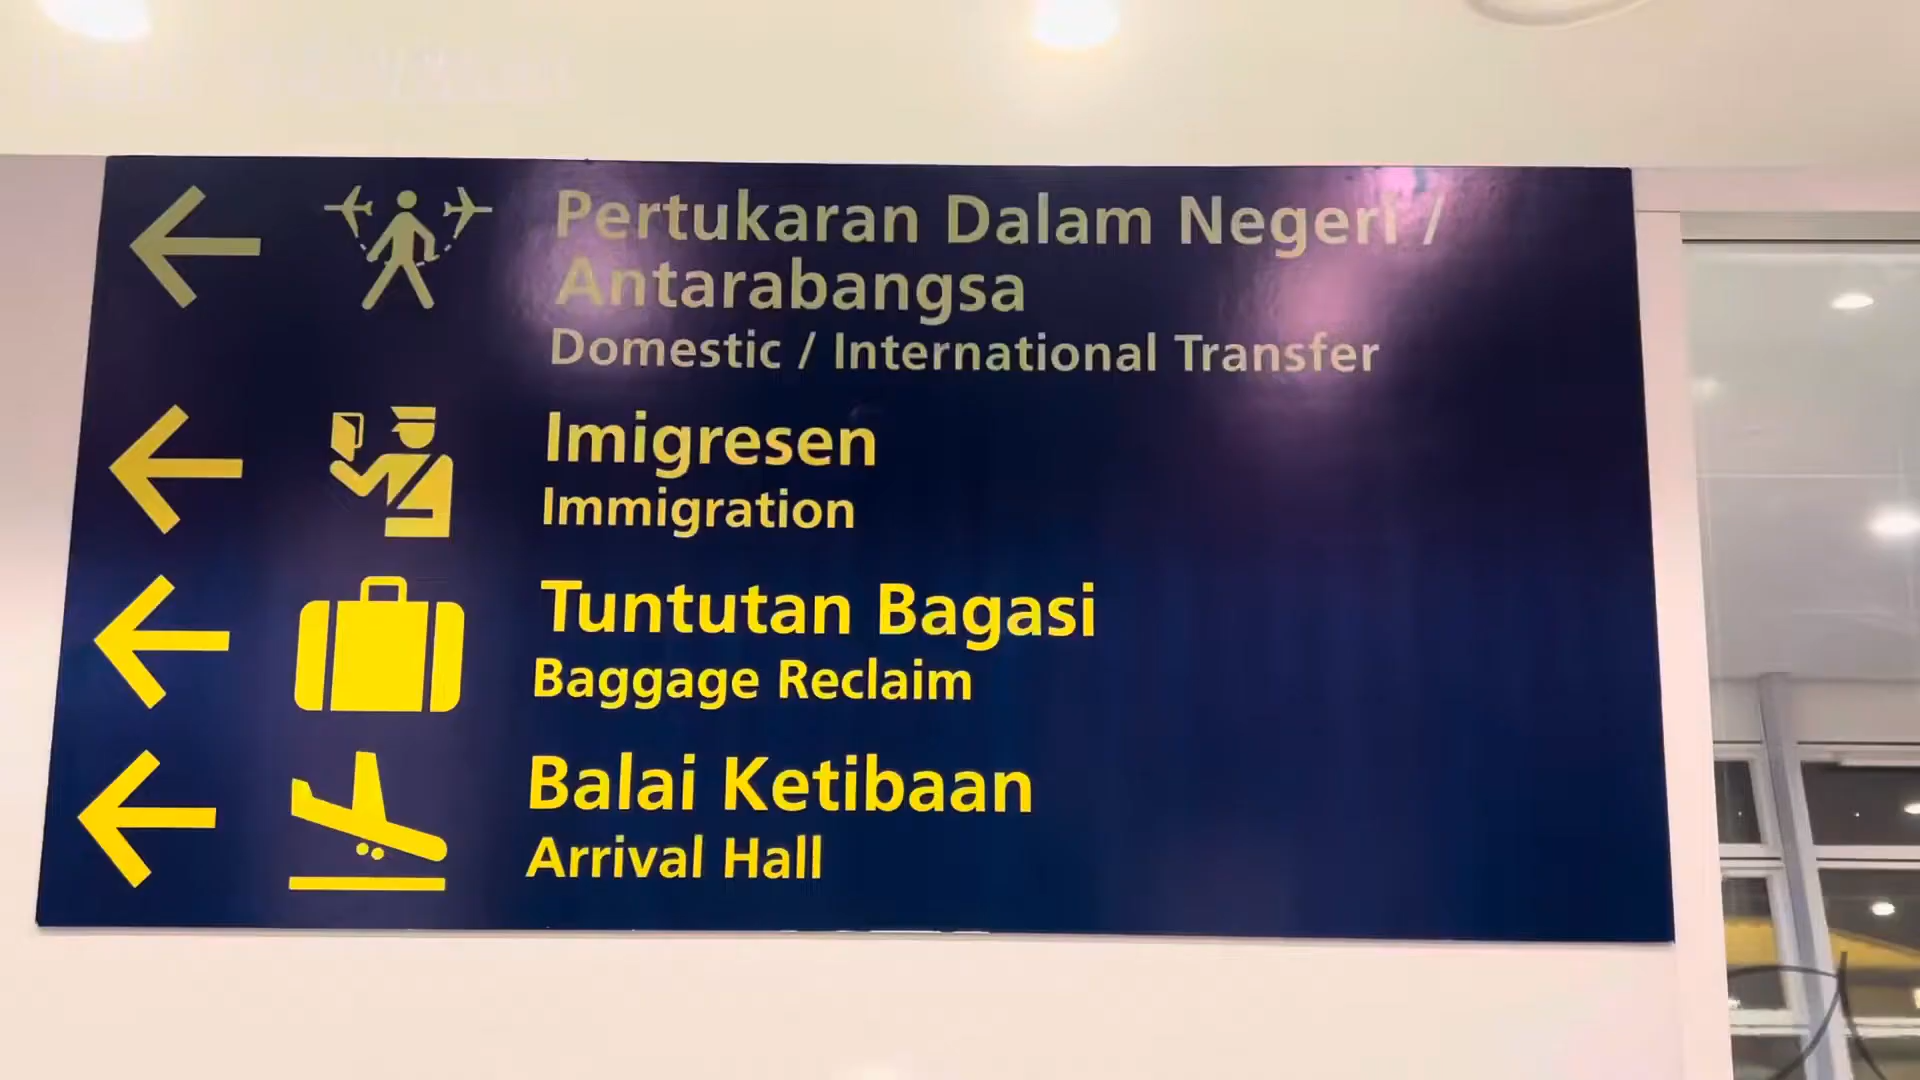 Pertukaran Dalam Negeri /
Antarabangsa
Domestic / International Transfer
Imigresen
Immigration
Tuntutan Bagasi
Baggage Reclaim
Balai Ketibaan
Arrival Hall